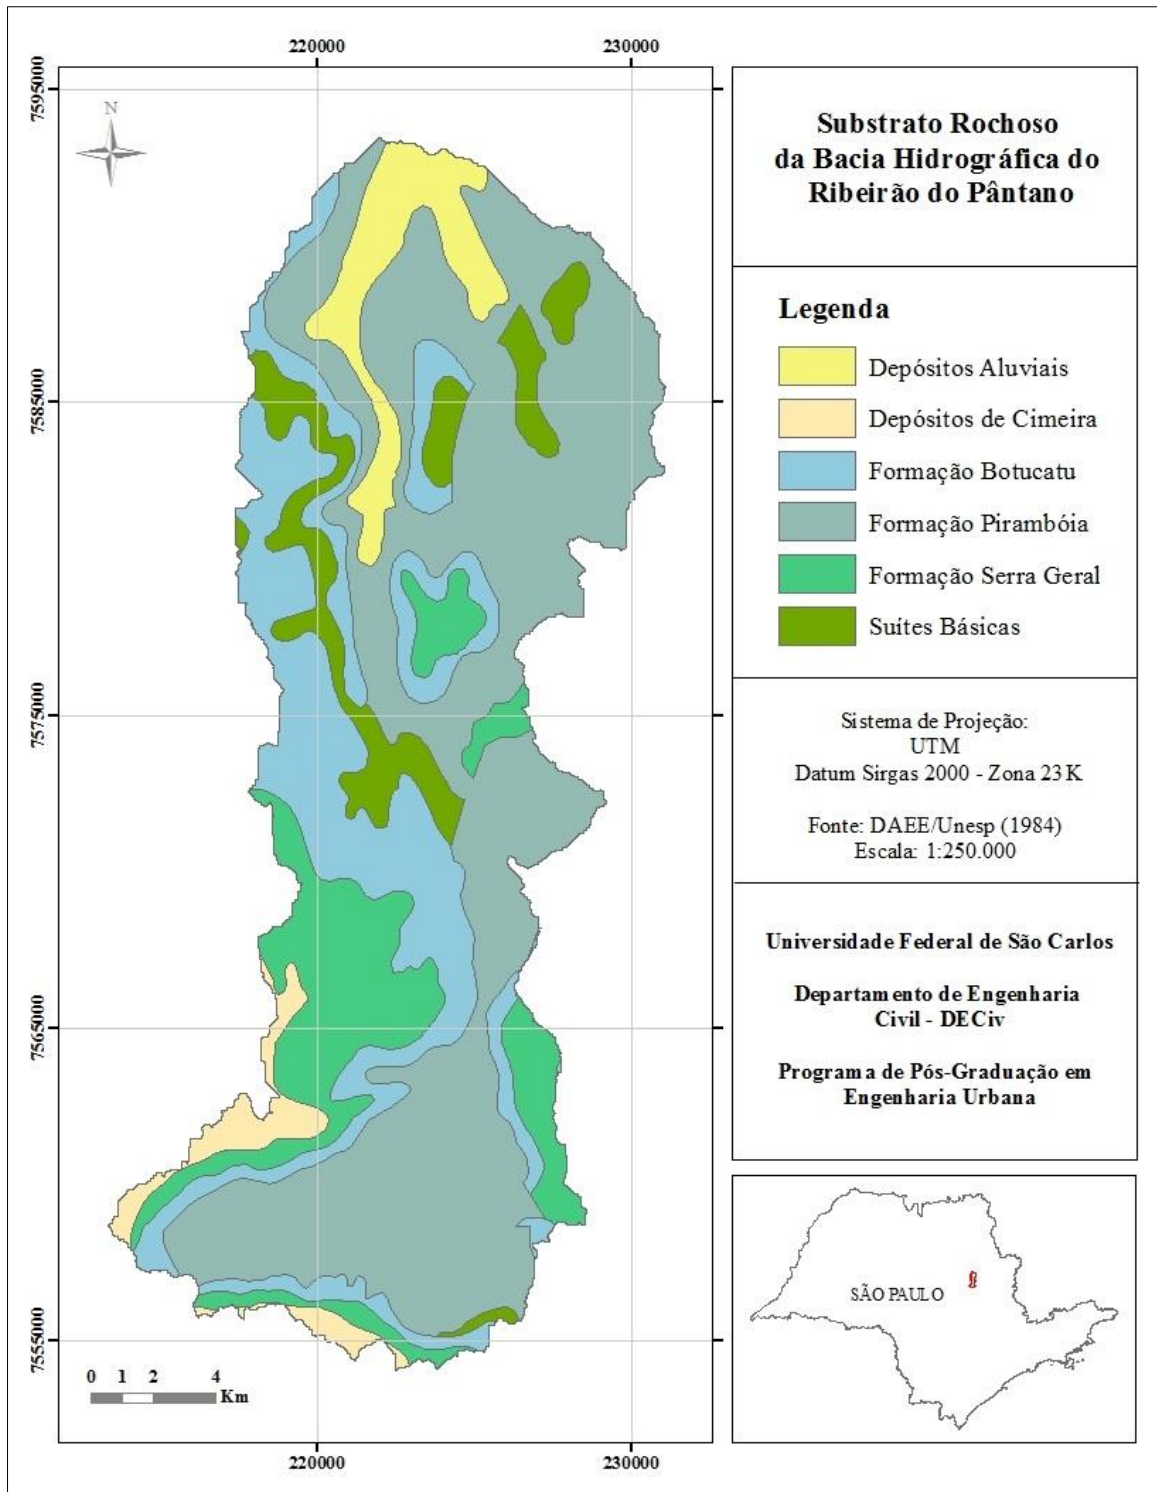 220000
230000
7595000
7585000
7575000
7565000
7555000
N
0 1 2 4
Km
220000
230000
Substrato Rochoso
da Bacia Hidrográfica do
Ribeirão do Pântano
Legenda
Depósitos Aluviais
Depósitos de Cimeira
Formação Botucatu
Formação Pirambóia
Formação Serra Geral
Suítes Básicas
Sistema de Projeção:
UTM
Datum Sirgas 2000 - Zona 23 K
Fonte: DAEE/Unesp (1984)
Escala: 1:250.000
Universidade Federal de São Carlos
Departamento de Engenharia
Civil - DECiv
Programa de Pós-Graduação em
Engenharia Urbana
SÃO PAULO